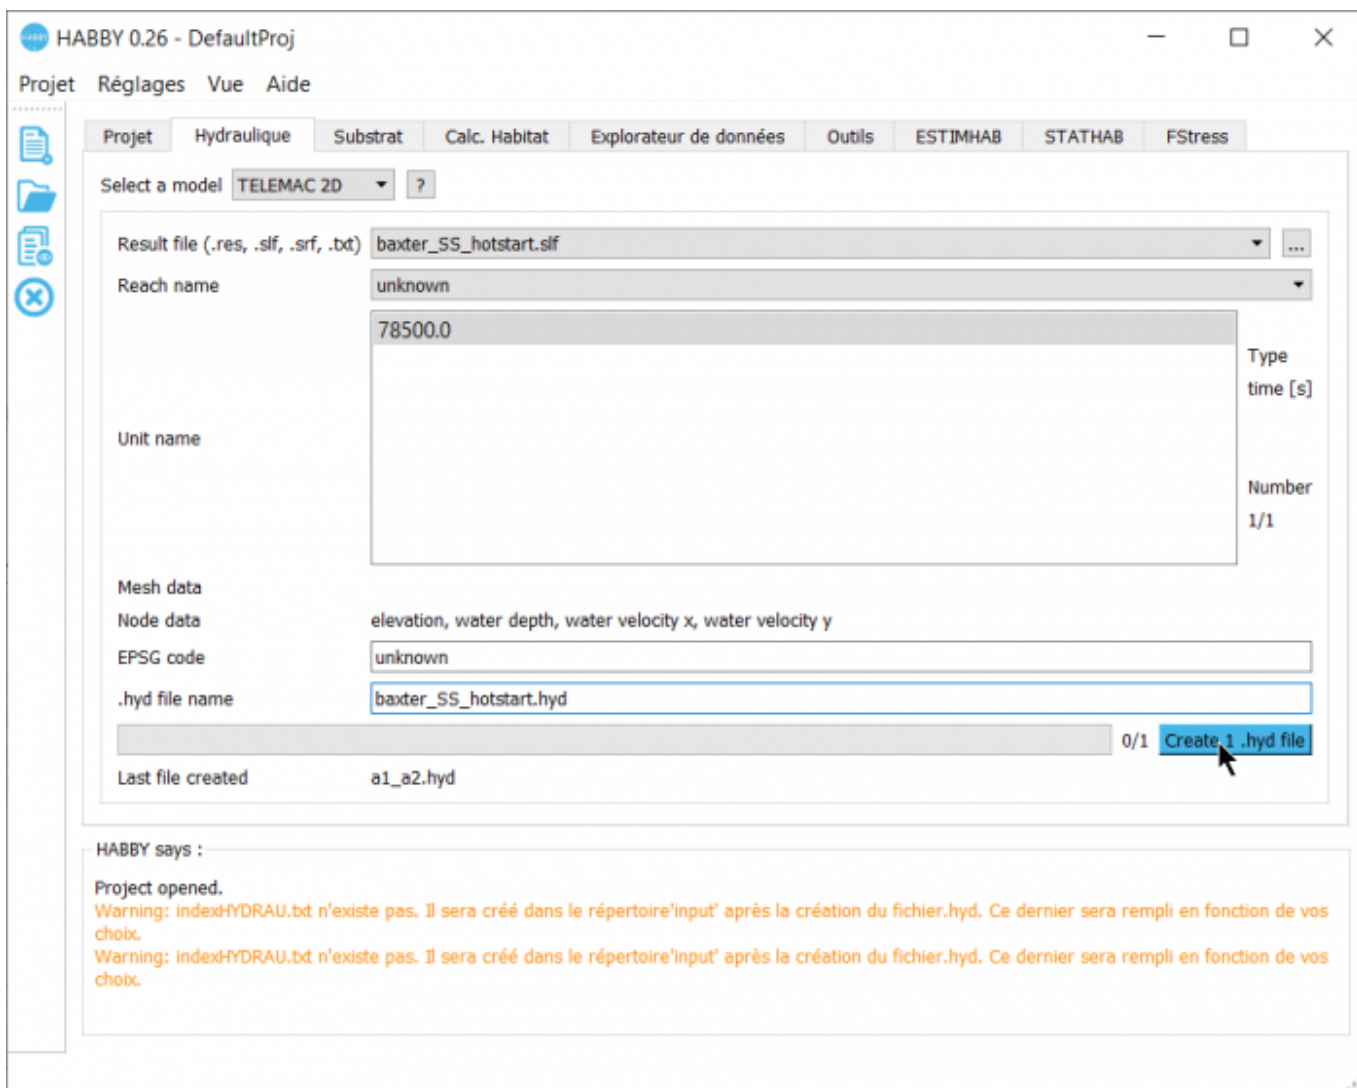 HABBY 0.26 - DefaultProj
Projet Réglages Vue Aide
Projet Hydraulique Substrat Calc. Habitat Explorateur de données Outils ESTIMHAB STATHAB FStress
Select a model TELEMAC 2D ?
Result file (.res, .slf, .srf, .txt) baxter_SS_hotstart.slf ...
Reach name unknown
78500.0
Type
time [s]
Unit name
Number
1/1
Mesh data
Node data elevation, water depth, water velocity x, water velocity y
EPSG code unknown
.hyd file name baxter_SS_hotstart.hyd
0/1 Create 1 .hyd file
Last file created a1_a2.hyd
HABBY says :
Project opened.
Warning: indexHYDRAU.txt n'existe pas. Il sera créé dans le répertoire'input' après la création du fichier.hyd. Ce dernier sera rempli en fonction de vos
choix.
Warning: indexHYDRAU.txt n'existe pas. Il sera créé dans le répertoire'input' après la création du fichier.hyd. Ce dernier sera rempli en fonction de vos
choix.